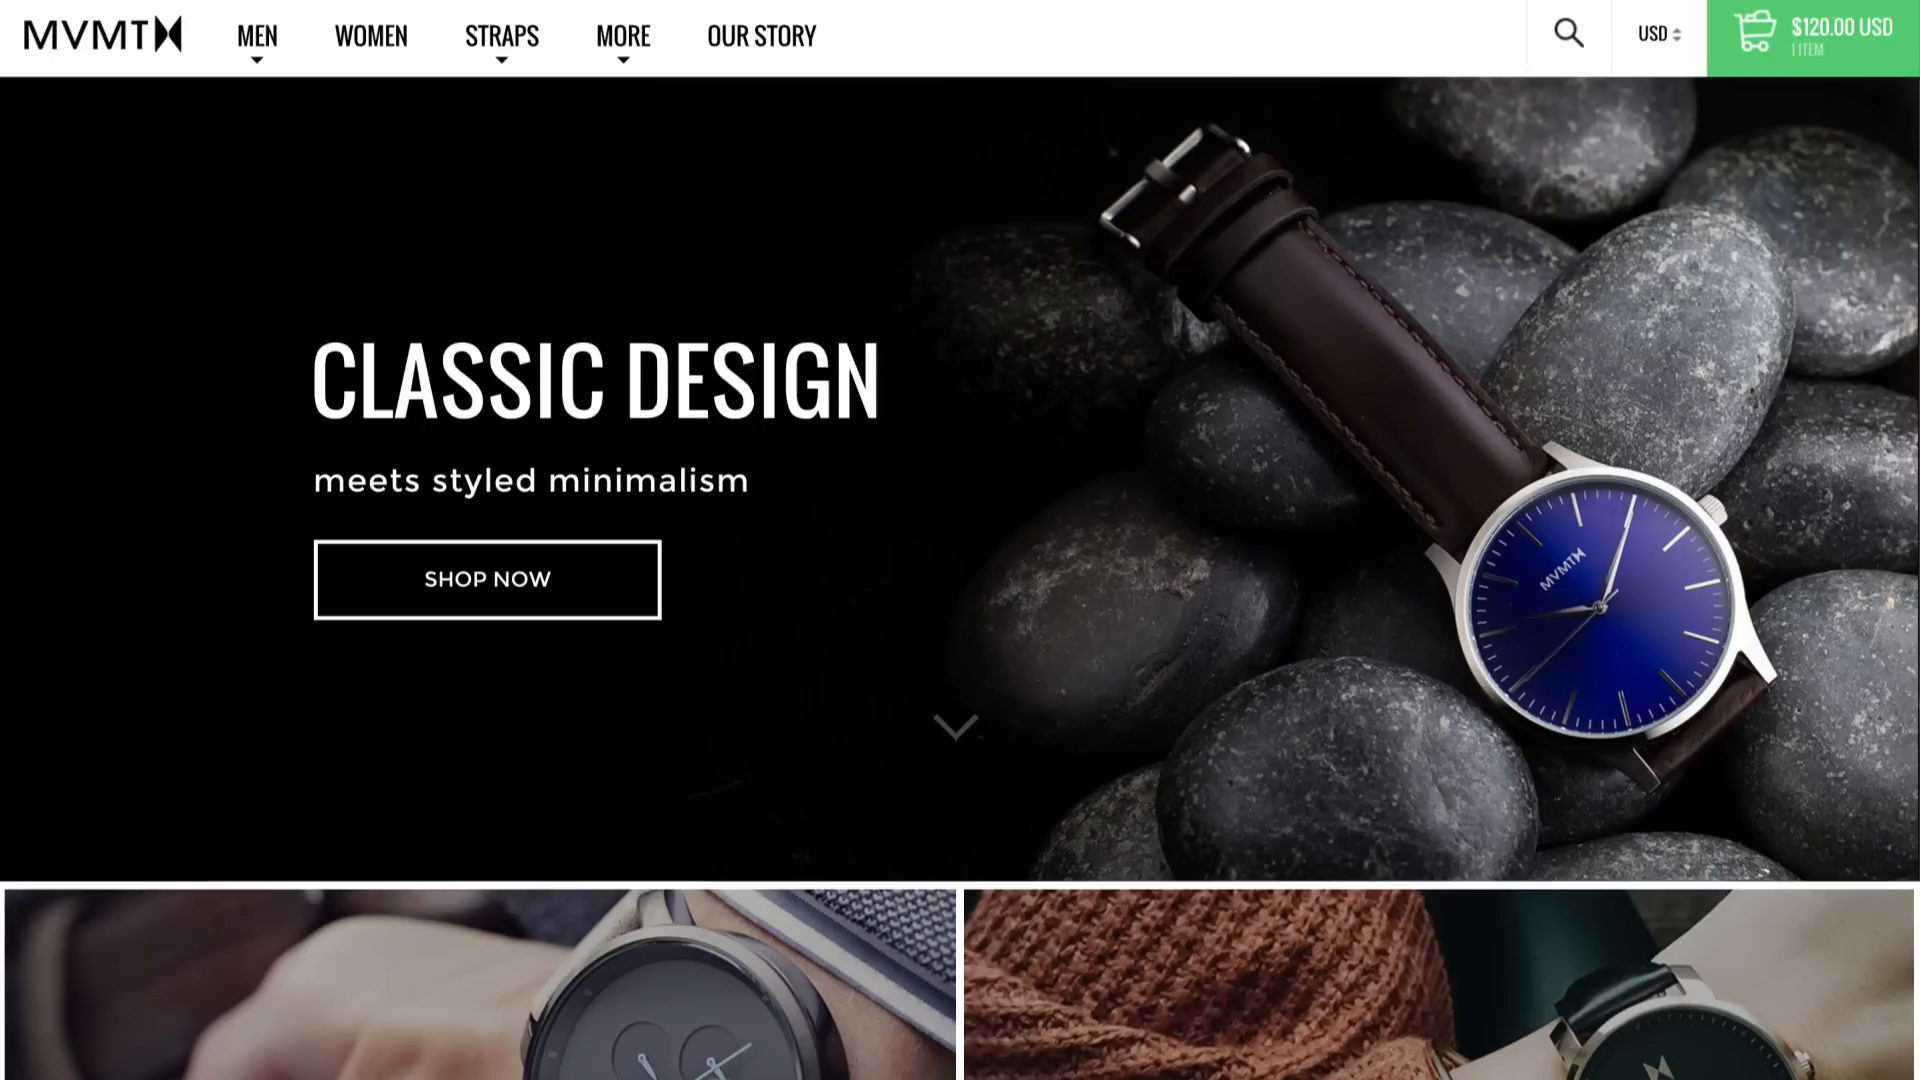 MVMT
MEN
WOMEN
STRAPS
MORE
OUR STORY
USD
$120.00 USD
1 ITEM
CLASSIC DESIGN
meets styled minimalism
SHOP NOW
MVMT